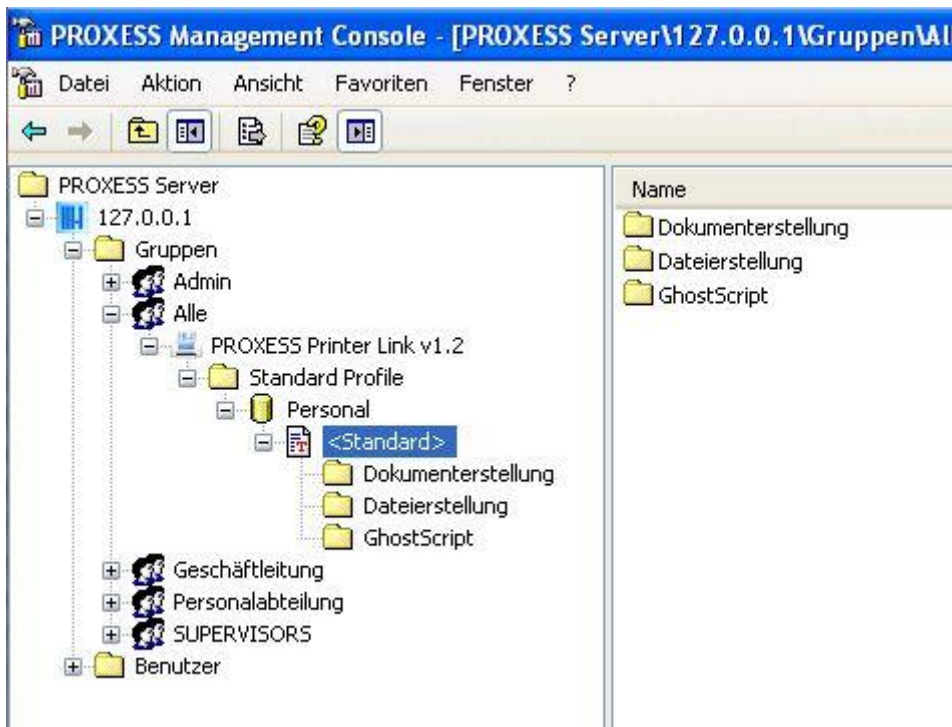 PROXESS Management Console - [PROXESS Server\127.0.0.1\Gruppen\All
Datei Aktion Ansicht Favoriten Fenster ?
PROXESS Server
127.0.0.1
Gruppen
Admin
Alle
PROXESS Printer Link v1.2
Standard Profile
Personal
<Standard>
Dokumenterstellung
Dateierstellung
GhostScript
Geschäftleitung
Personalabteilung
SUPERVISORS
Benutzer
Name
Dokumenterstellung
Dateierstellung
GhostScript